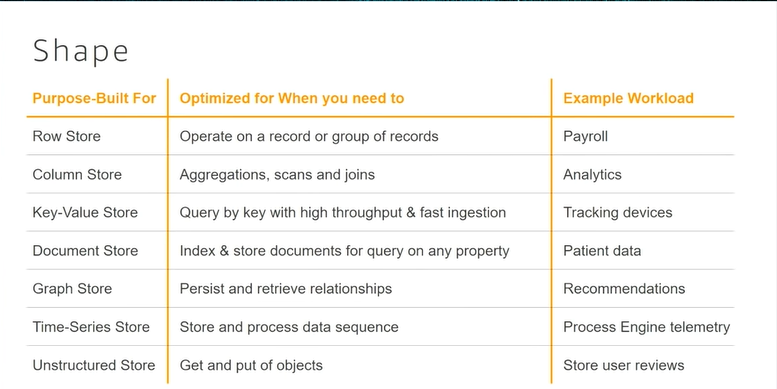 Shape
Purpose-Built For Optimized for When you need to Example Workload
Row Store Operate on a record or group of records Payroll
Column Store Aggregations, scans and joins Analytics
Key-Value Store Query by key with high throughput & fast ingestion Tracking devices
Document Store Index & store documents for query on any property Patient data
Graph Store Persist and retrieve relationships Recommendations
Time-Series Store Store and process data sequence Process Engine telemetry
Unstructured Store Get and put of objects Store user reviews